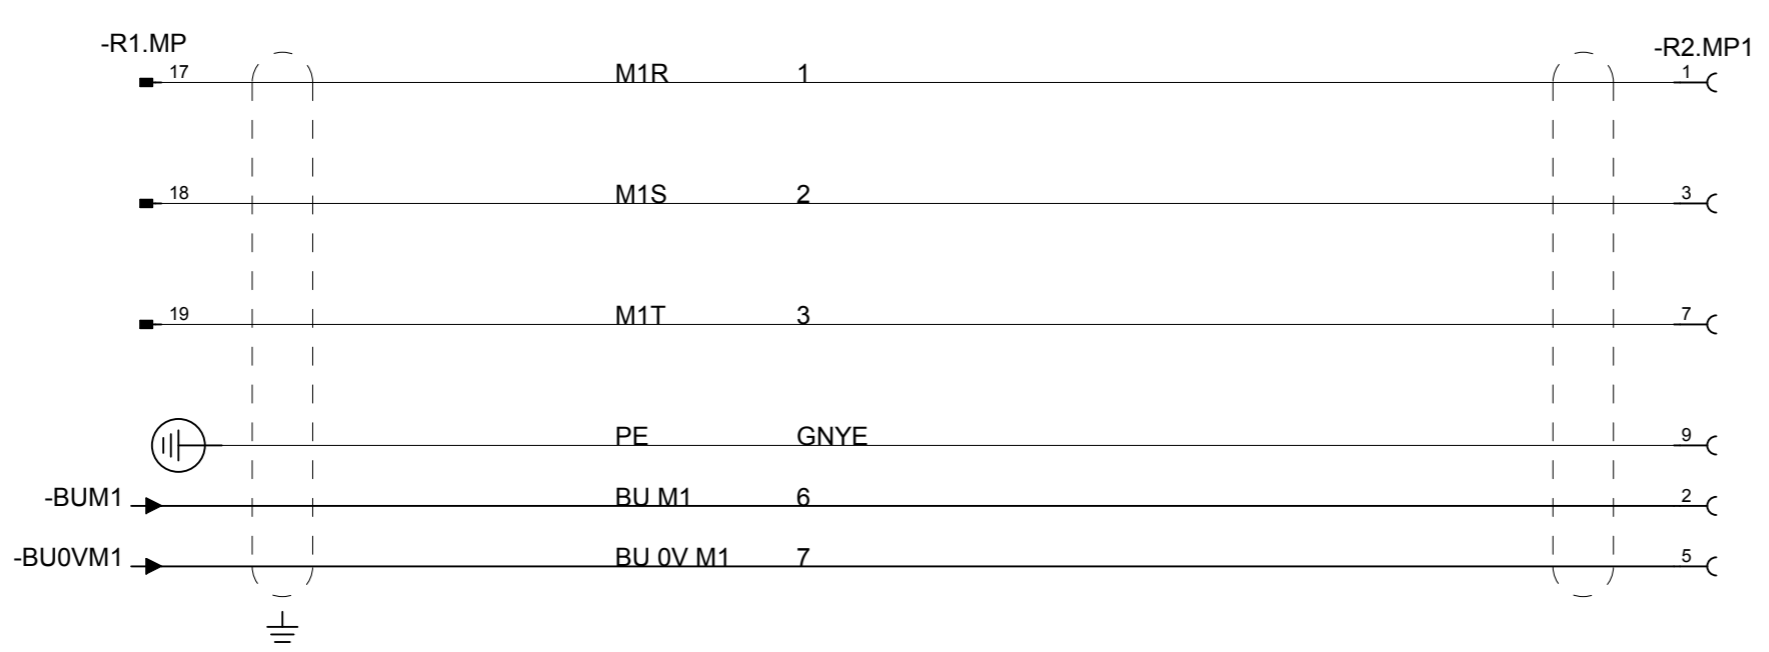 -R1.MP -R2.MP1
17 M1R 1 1
18 M1S 2 3
19 M1T 3 7
PE GNYE 9
-BUM1 BU M1 6 2
-BU0VM1 BU 0V M1 7 5